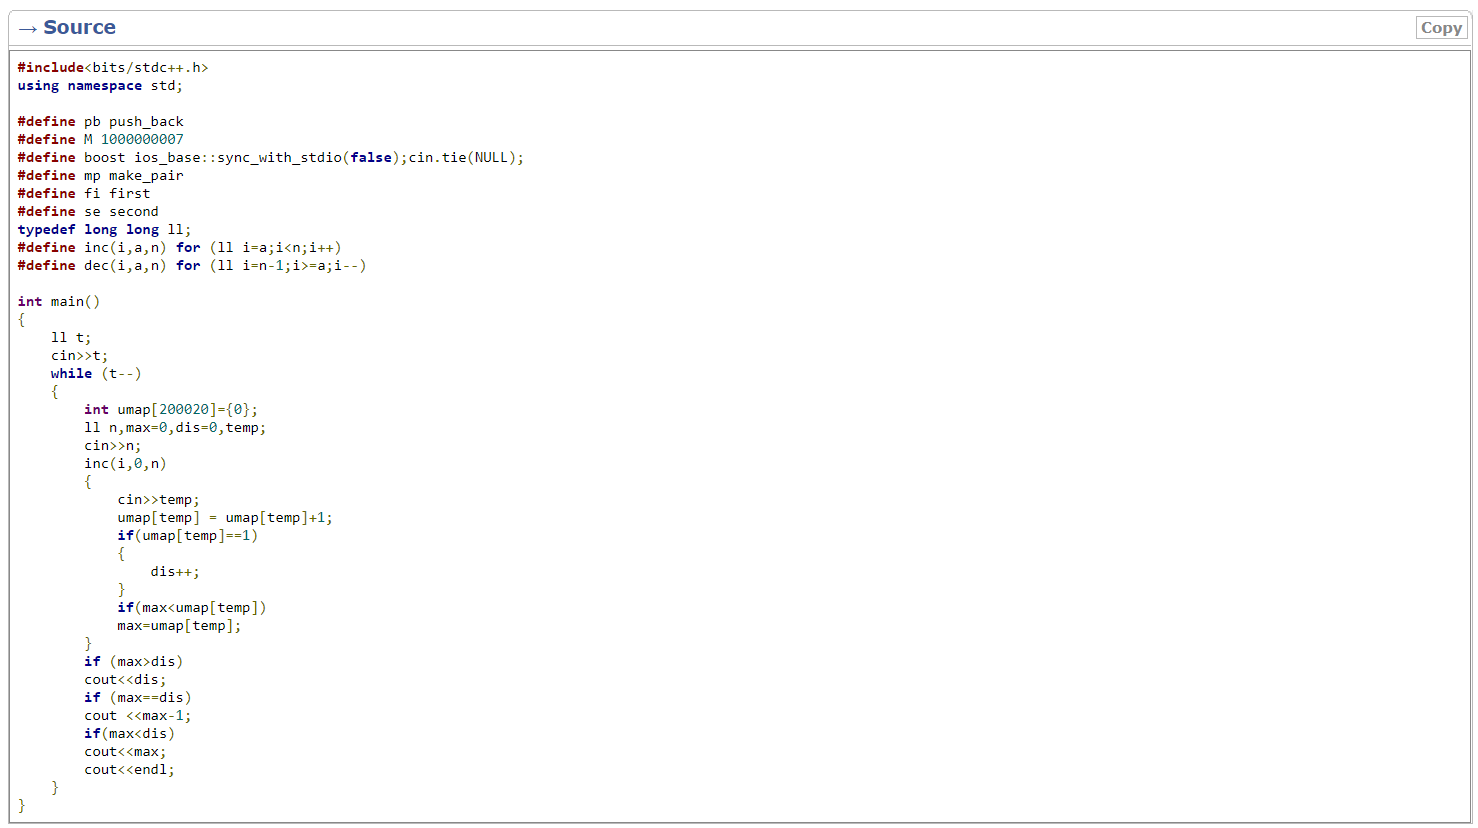 → Source
Copy
#include<bits/stdc++.h>
using namespace std;

#define pb push_back
#define M 1000000007
#define boost ios_base::sync_with_stdio(false);cin.tie(NULL);
#define mp make_pair
#define fi first
#define se second
typedef long long ll;
#define inc(i,a,n) for (ll i=a;i<n;i++)
#define dec(i,a,n) for (ll i=n-1;i>=a;i--)

int main()
{
    ll t;
    cin>>t;
    while (t--)
    {
        int umap[200020]={0};
        ll n,max=0,dis=0,temp;
        cin>>n;
        inc(i,0,n)
        {
            cin>>temp;
            umap[temp] = umap[temp]+1;
            if(umap[temp]==1)
            {
                dis++;
            }
            if(max<umap[temp])
            max=umap[temp];
        }
        if (max>dis)
        cout<<dis;
        if (max==dis)
        cout <<max-1;
        if(max<dis)
        cout<<max;
        cout<<endl;
    }
}